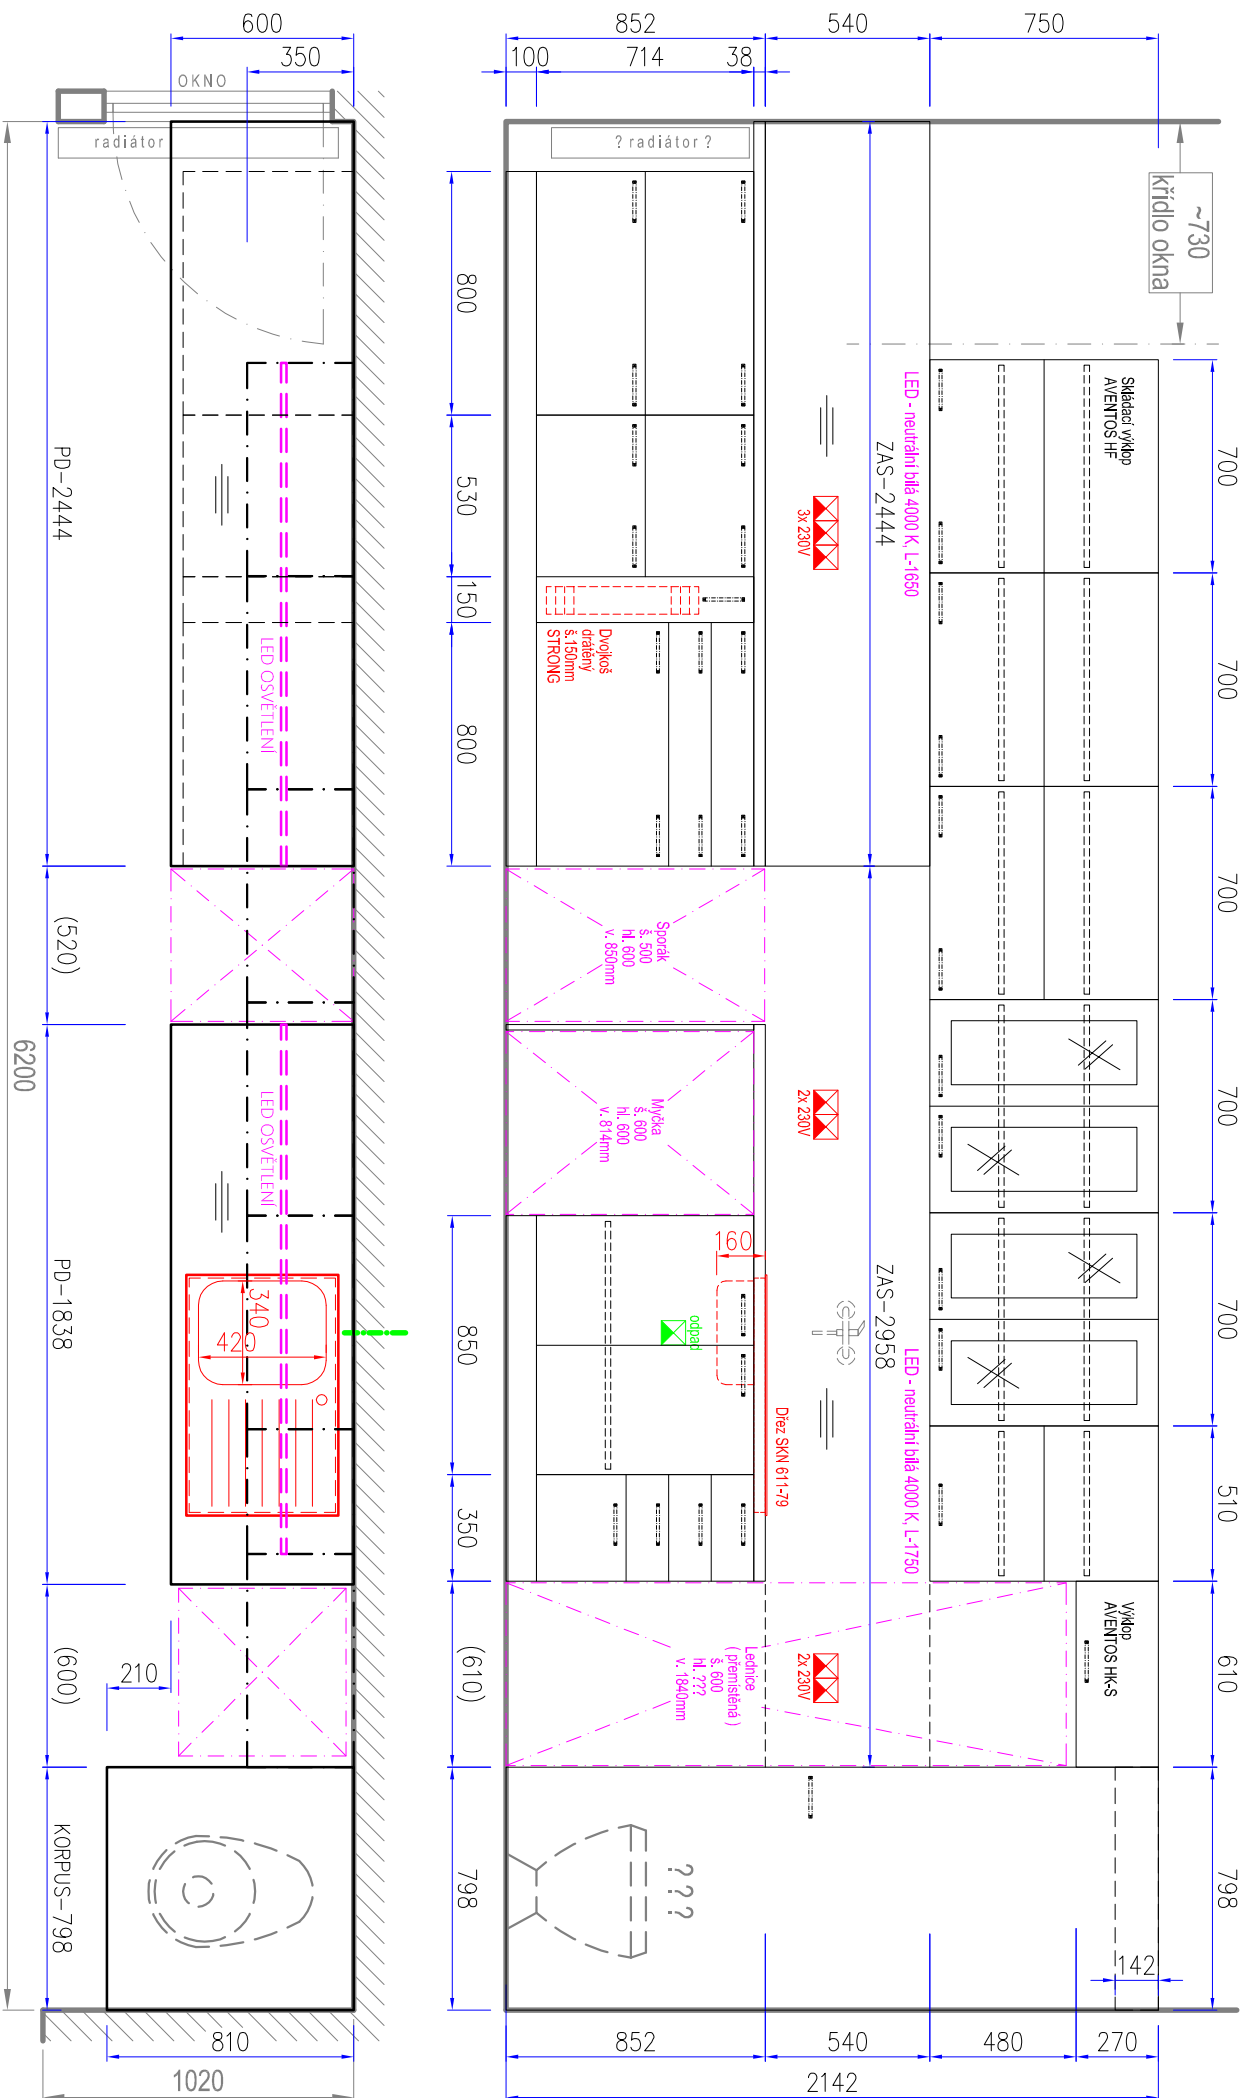 600
350
OKNO
radiátor
852
100
714
38
540
750
? radiátor ?
~730
křídlo okna
700
700
700
700
700
510
610
798
Skládací výklop
AVENTOS HF
LED - neutrální bílá 4000 K, L-1650
ZAS-2444
3x 230V
800
530
150
800
Dvojkoš
drátěný
š.150mm
STRONG
PD-2444
LED OSVĚTLENÍ
(520)
Sporák
š. 500
hl. 600
v. 850mm
6200
Myčka
š. 600
hl. 600
v. 814mm
2x 230V
LED OSVĚTLENÍ
PD-1838
340
420
850
160
odpad
ZAS-2958
LED - neutrální bílá 4000 K, L-1750
Dřez SKN 611-79
350
(610)
(600)
210
Lednice
( přemístěná )
š. 600
hl. ???
v. 1840mm
2x 230V
Výklop
AVENTOS HK-S
KORPUS-798
798
? ? ?
142
810
1020
852
540
480
270
2142